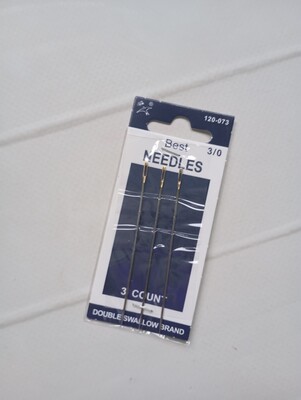 120-073
3/0
Best
NEEDLES
3 COUNT
DOUBLE SWALLOW BRAND